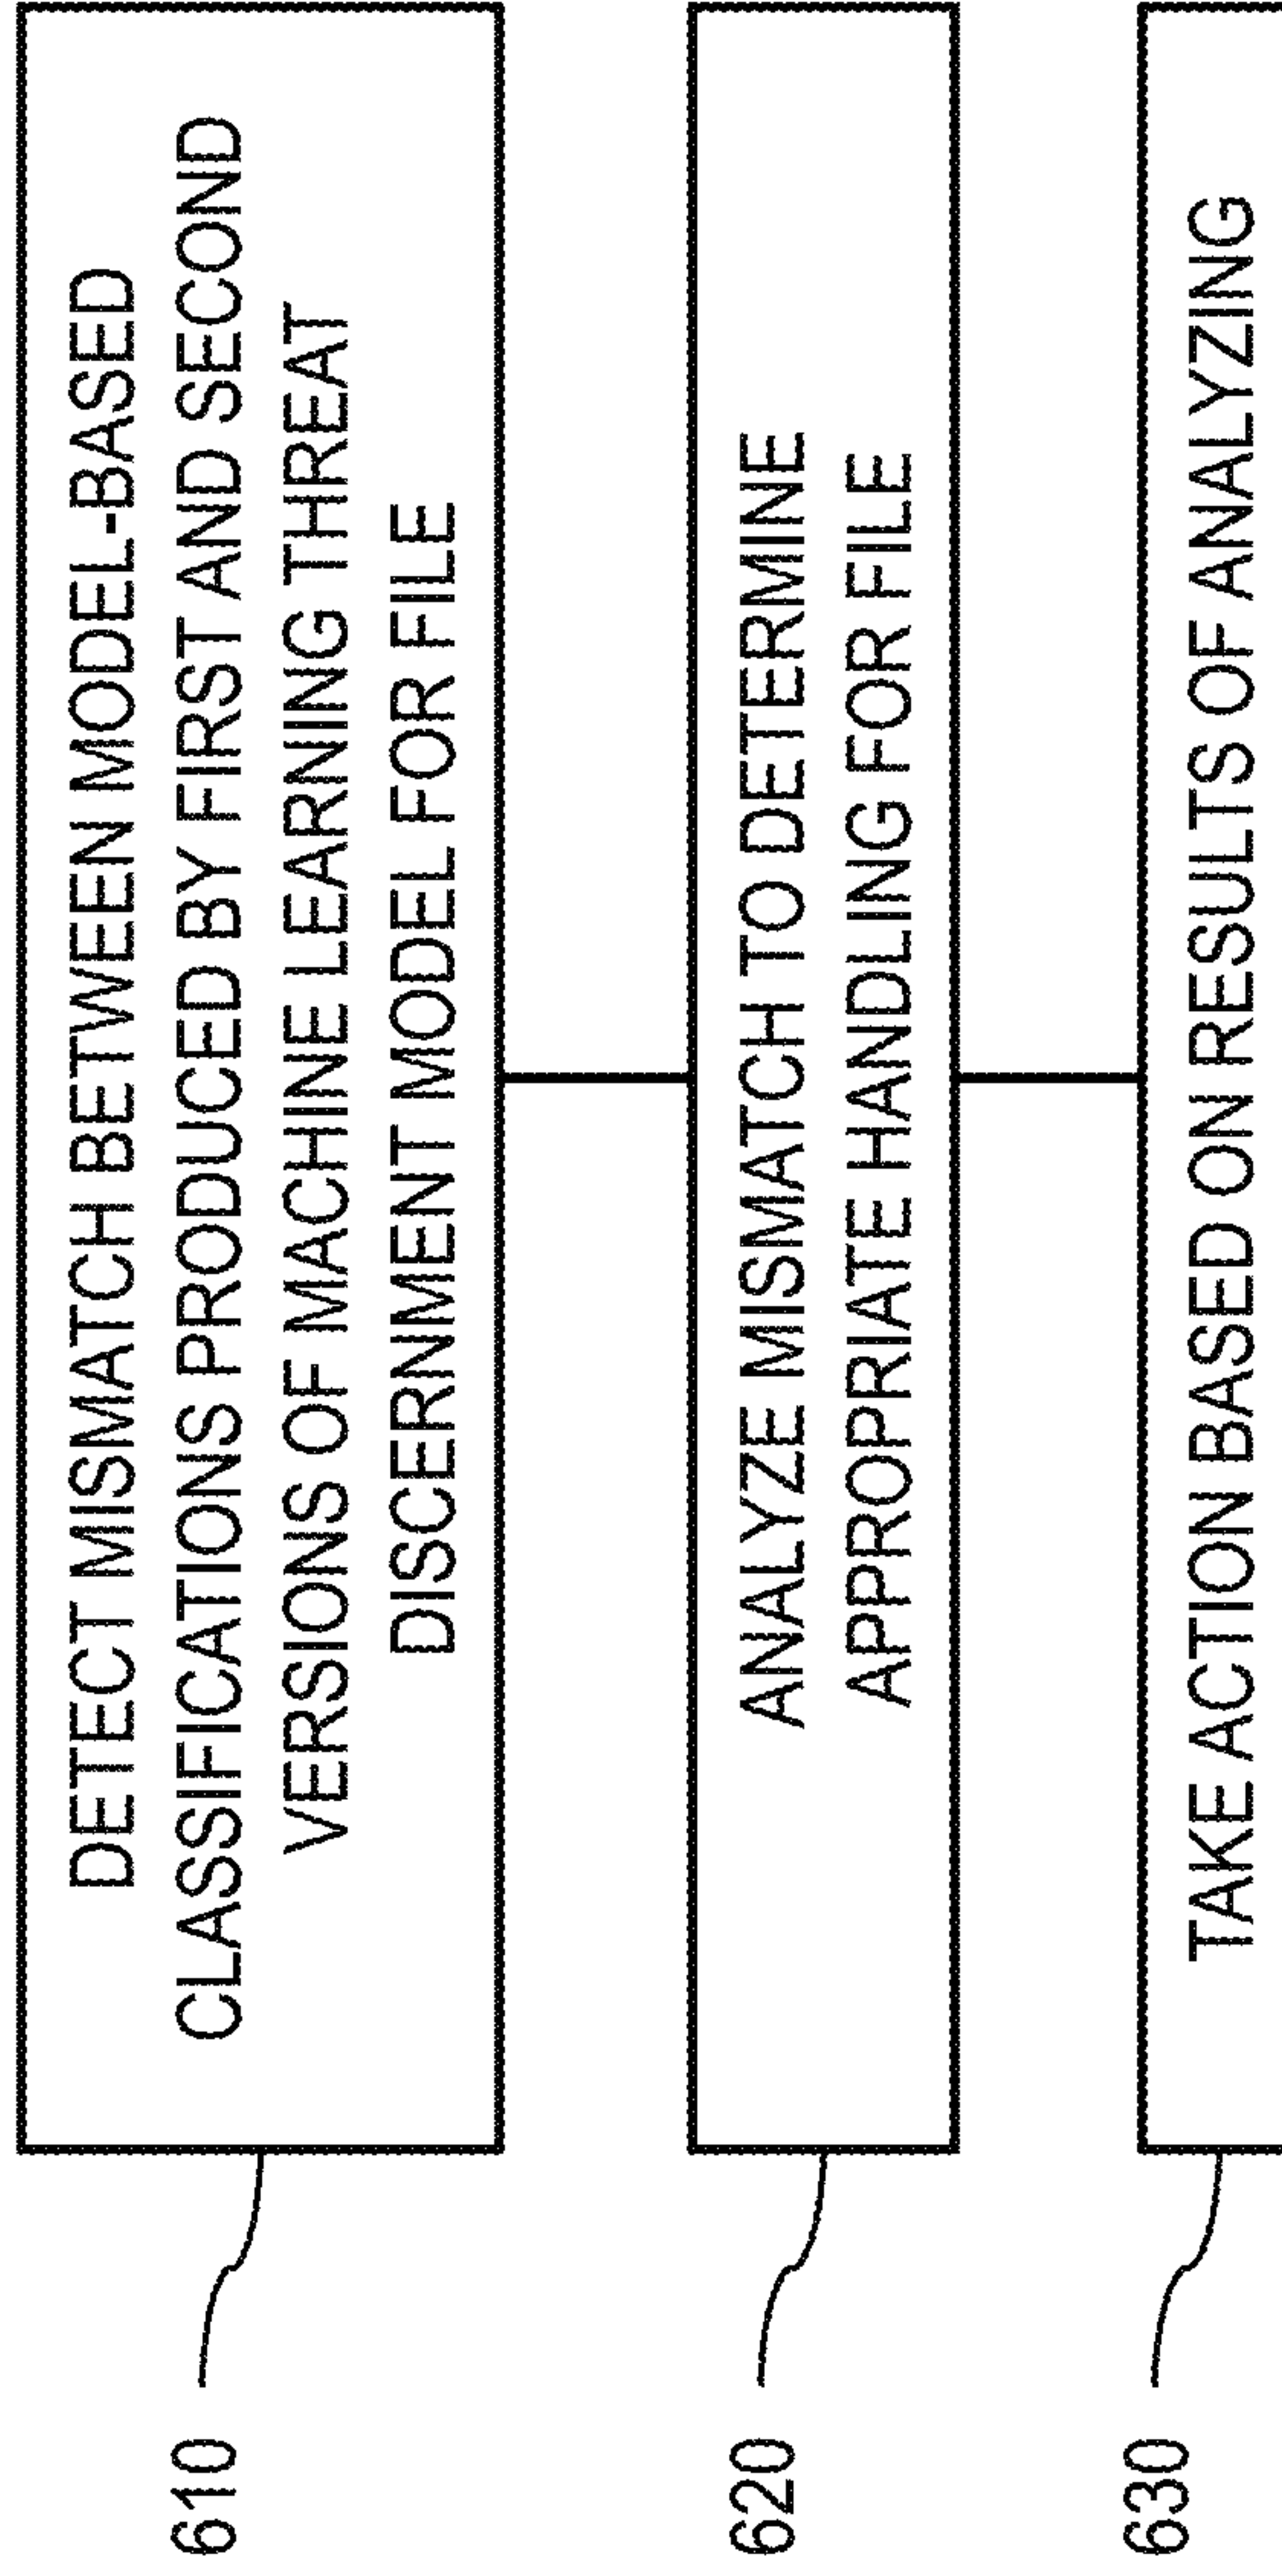 610
DETECT MISMATCH BETWEEN MODEL-BASED
CLASSIFICATIONS PRODUCED BY FIRST AND SECOND
VERSIONS OF MACHINE LEARNING THREAT
DISCERNMENT MODEL FOR FILE
620
ANALYZE MISMATCH TO DETERMINE
APPROPRIATE HANDLING FOR FILE
630
TAKE ACTION BASED ON RESULTS OF ANALYZING